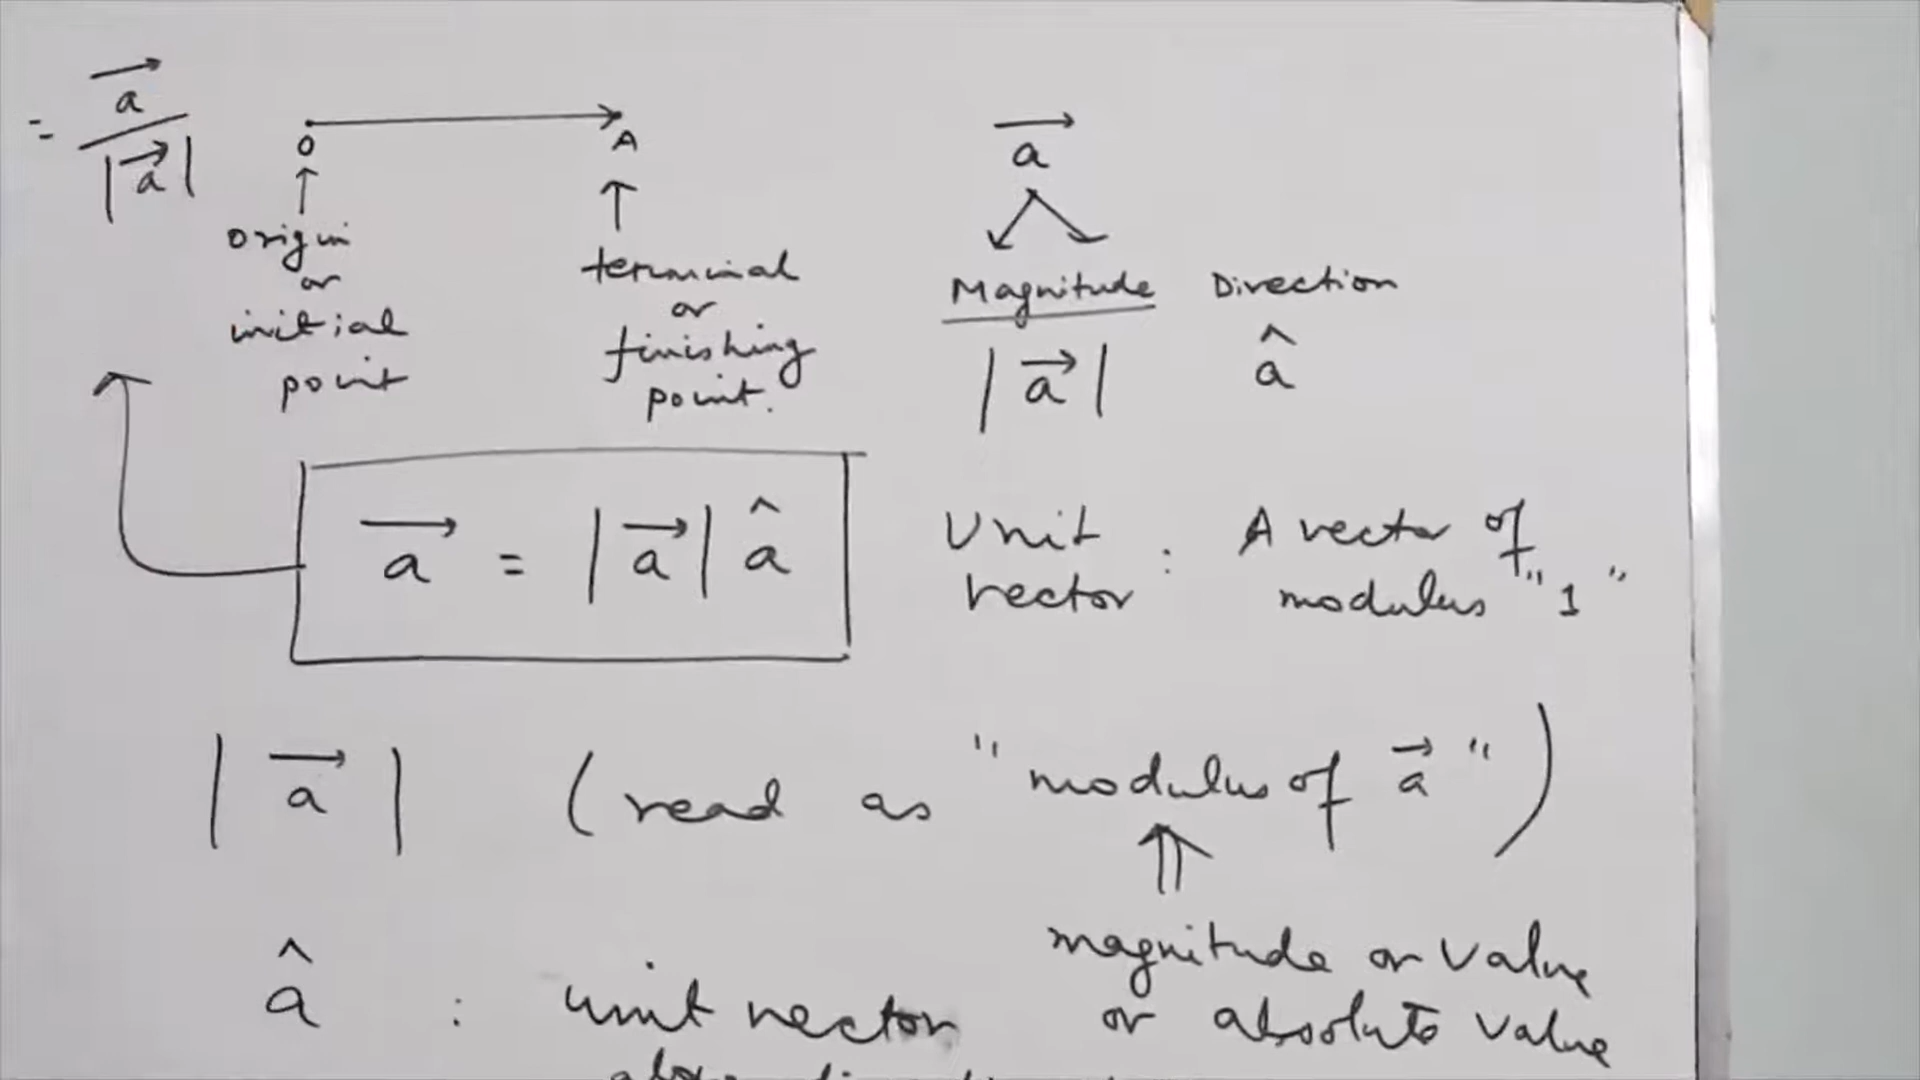 = a⃗ / |a⃗|
O A
origin
or
initial
point
terminal
or
finishing
point.
a⃗
Magnitude Direction
|a⃗| â
a⃗ = |a⃗| â
Unit vector : A vector of modulus "1"
|a⃗| (read as "modulus of a⃗")
magnitude or value
or absolute value
â : unit vector